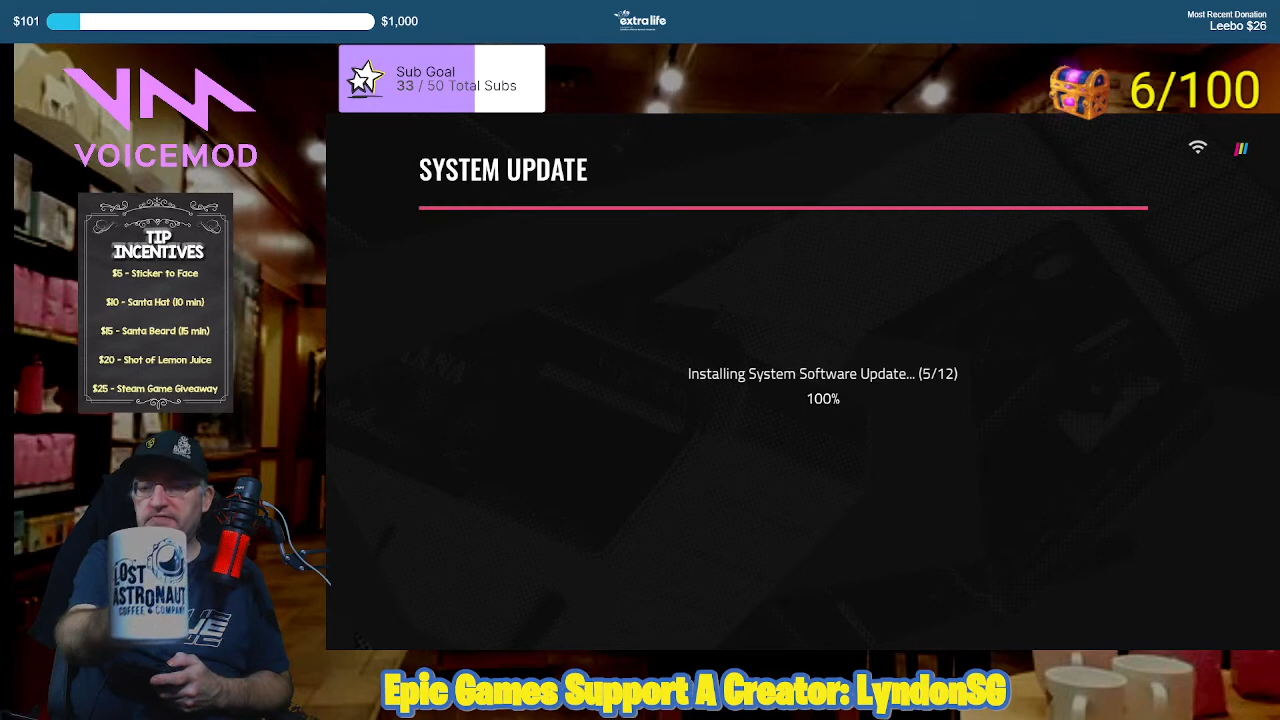 $101
$1,000
extra life
Most Recent Donation
Leebo $26
VOICEMOD
Sub Goal
33 / 50 Total Subs
6/100
SYSTEM UPDATE
TIP
INCENTIVES
$5 - Sticker to Face
$10 - Santa Hat (10 min)
$15 - Santa Beard (15 min)
$20 - Shot of Lemon Juice
$25 - Steam Game Giveaway
Installing System Software Update... (5/12)
100%
LOST
ASTRONAUT
COFFEE COMPANY
Epic Games Support A Creator: LyndonSG